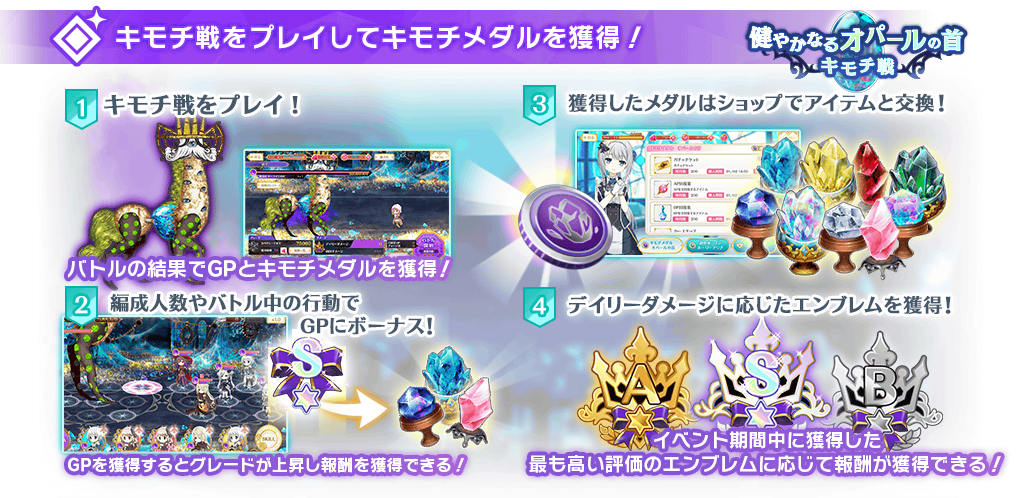 キモチ戦をプレイしてキモチメダルを獲得！
健やかなるオパールの首
キモチ戦
1 キモチ戦をプレイ！
バトルの結果でGPとキモチメダルを獲得！
2 編成人数やバトル中の行動で
GPにボーナス！
S
SKILL
GPを獲得するとグレードが上昇し報酬を獲得できる！
3 獲得したメダルはショップでアイテムと交換！
4 デイリーダメージに応じたエンブレムを獲得！
A
S
B
イベント期間中に獲得した
最も高い評価のエンブレムに応じて報酬が獲得できる！